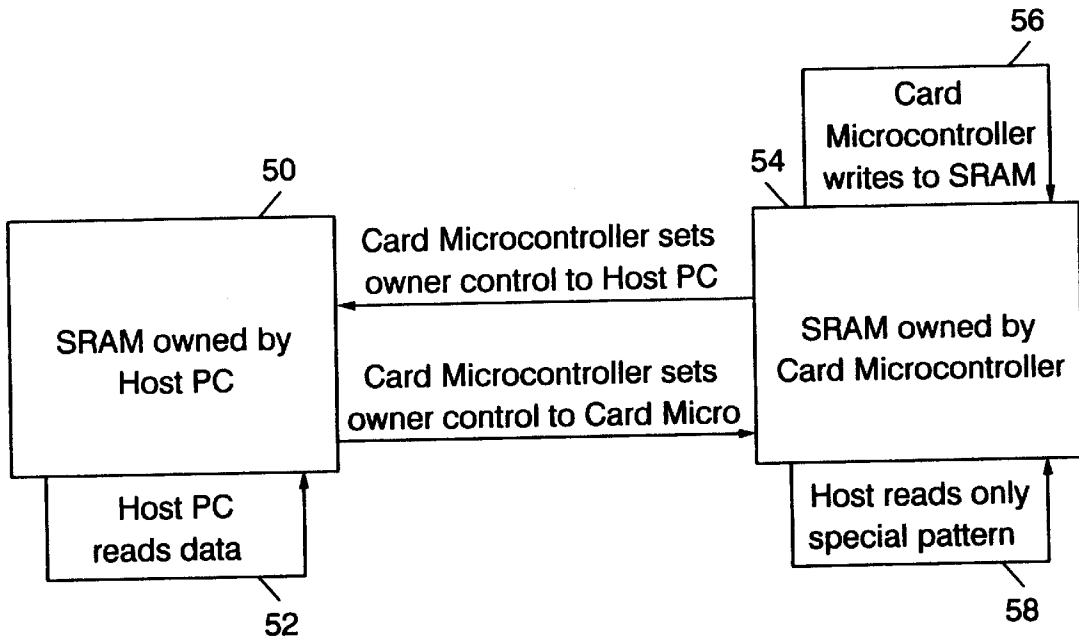 56
Card
Microcontroller
writes to SRAM
50
54
Card Microcontroller sets
owner control to Host PC
SRAM owned by
Host PC
SRAM owned by
Card Microcontroller
Card Microcontroller sets
owner control to Card Micro
Host PC
reads data
Host reads only
special pattern
52
58